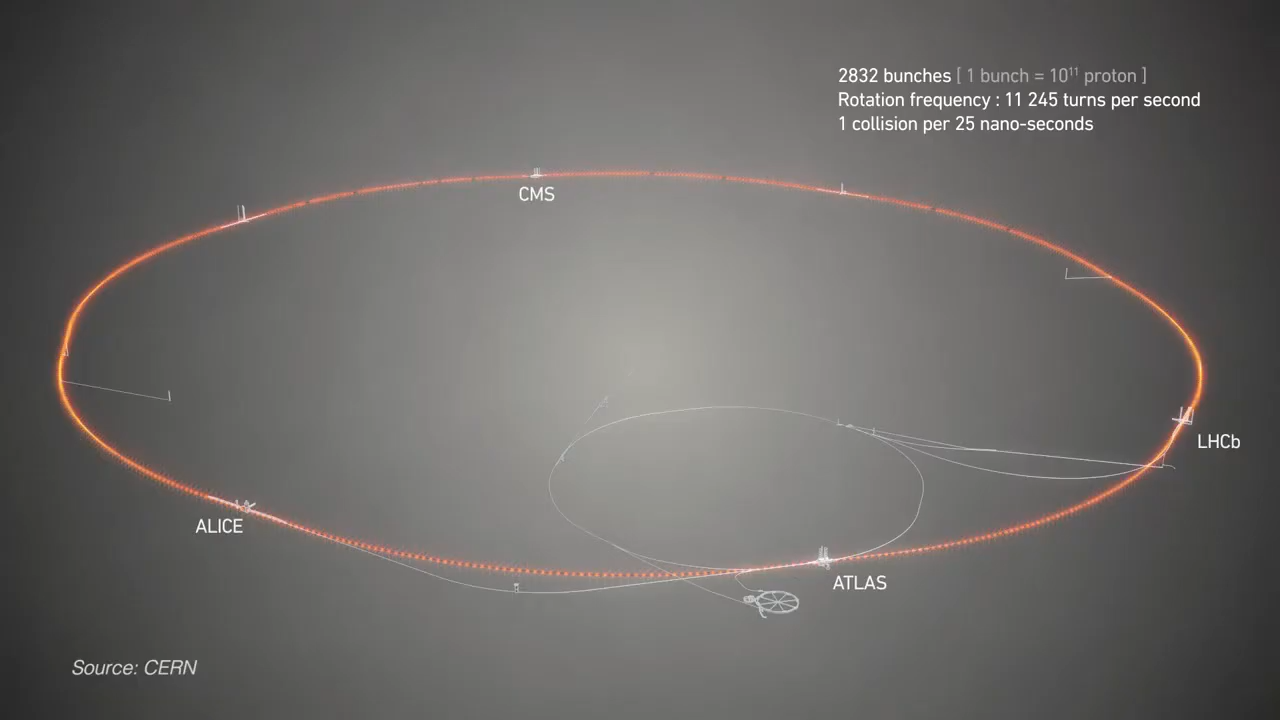 2832 bunches [ 1 bunch = 10¹¹ proton ]
Rotation frequency : 11 245 turns per second
1 collision per 25 nano-seconds
CMS
LHCb
ALICE
ATLAS
Source: CERN